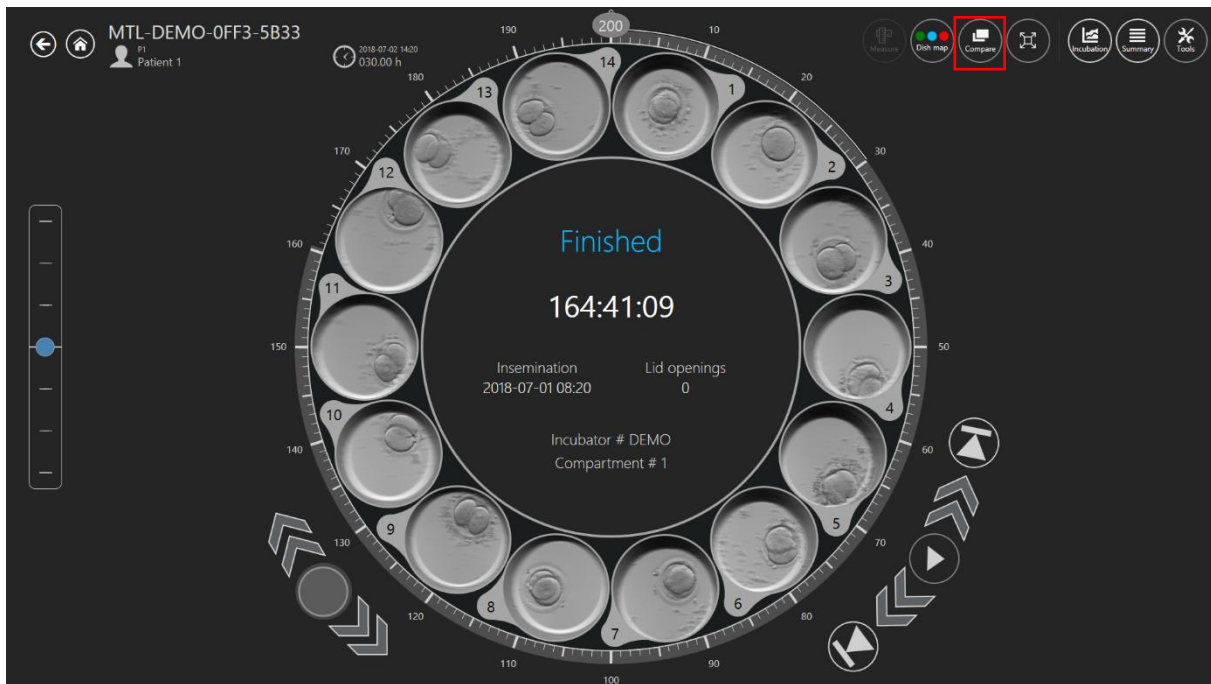 MTL-DEMO-0FF3-5B33
P1
Patient 1
2018-07-02 14:20
030.00 h
Measure
Dish map
Compare
Incubation
Summary
Tools
200
10
20
30
40
50
60
70
80
90
100
110
120
130
140
150
160
170
180
190
1
2
3
4
5
6
7
8
9
10
11
12
13
14
Finished
164:41:09
Insemination Lid openings
2018-07-01 08:20 0
Incubator # DEMO
Compartment # 1